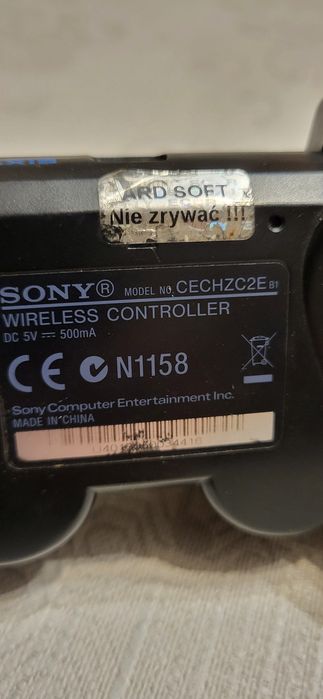 ARD SOFT
Nie zrywać !!!
SONY® MODEL NO. CECHZC2E B1
WIRELESS CONTROLLER
DC 5V ⎓ 500mA
CE N1158
Sony Computer Entertainment Inc.
MADE IN CHINA